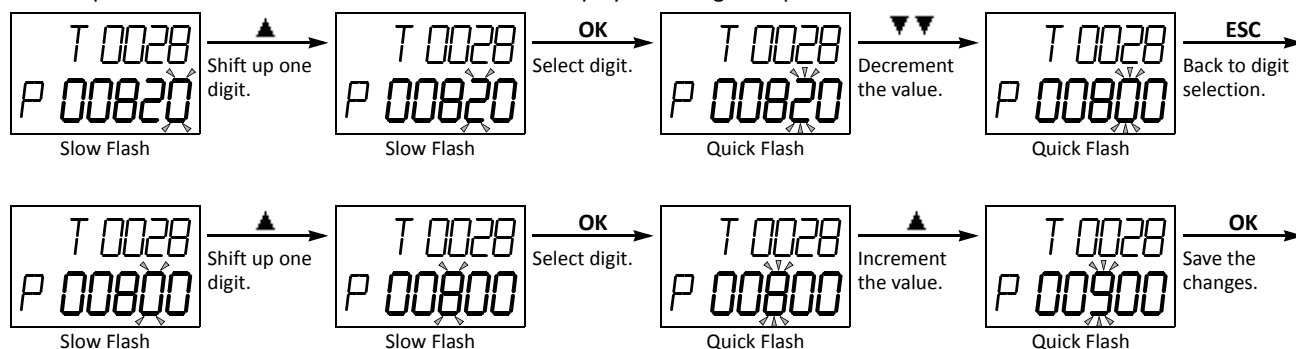 T 0028
P 00820
Slow Flash
▲
Shift up one
digit.
T 0028
P 00820
Slow Flash
OK
Select digit.
T 0028
P 00820
Quick Flash
▼▼
Decrement
the value.
T 0028
P 00800
Quick Flash
ESC
Back to digit
selection.
T 0028
P 00800
Slow Flash
▲
Shift up one
digit.
T 0028
P 00800
Slow Flash
OK
Select digit.
T 0028
P 00800
Quick Flash
▲
Increment
the value.
T 0028
P 00900
Quick Flash
OK
Save the
changes.